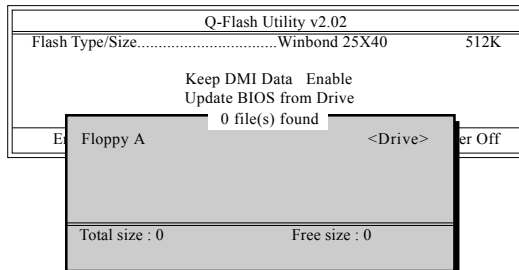 Q-Flash Utility v2.02
Flash Type/Size.................................Winbond 25X40 512K
Keep DMI Data Enable
Update BIOS from Drive
0 file(s) found
Floppy A <Drive>
Total size : 0 Free size : 0